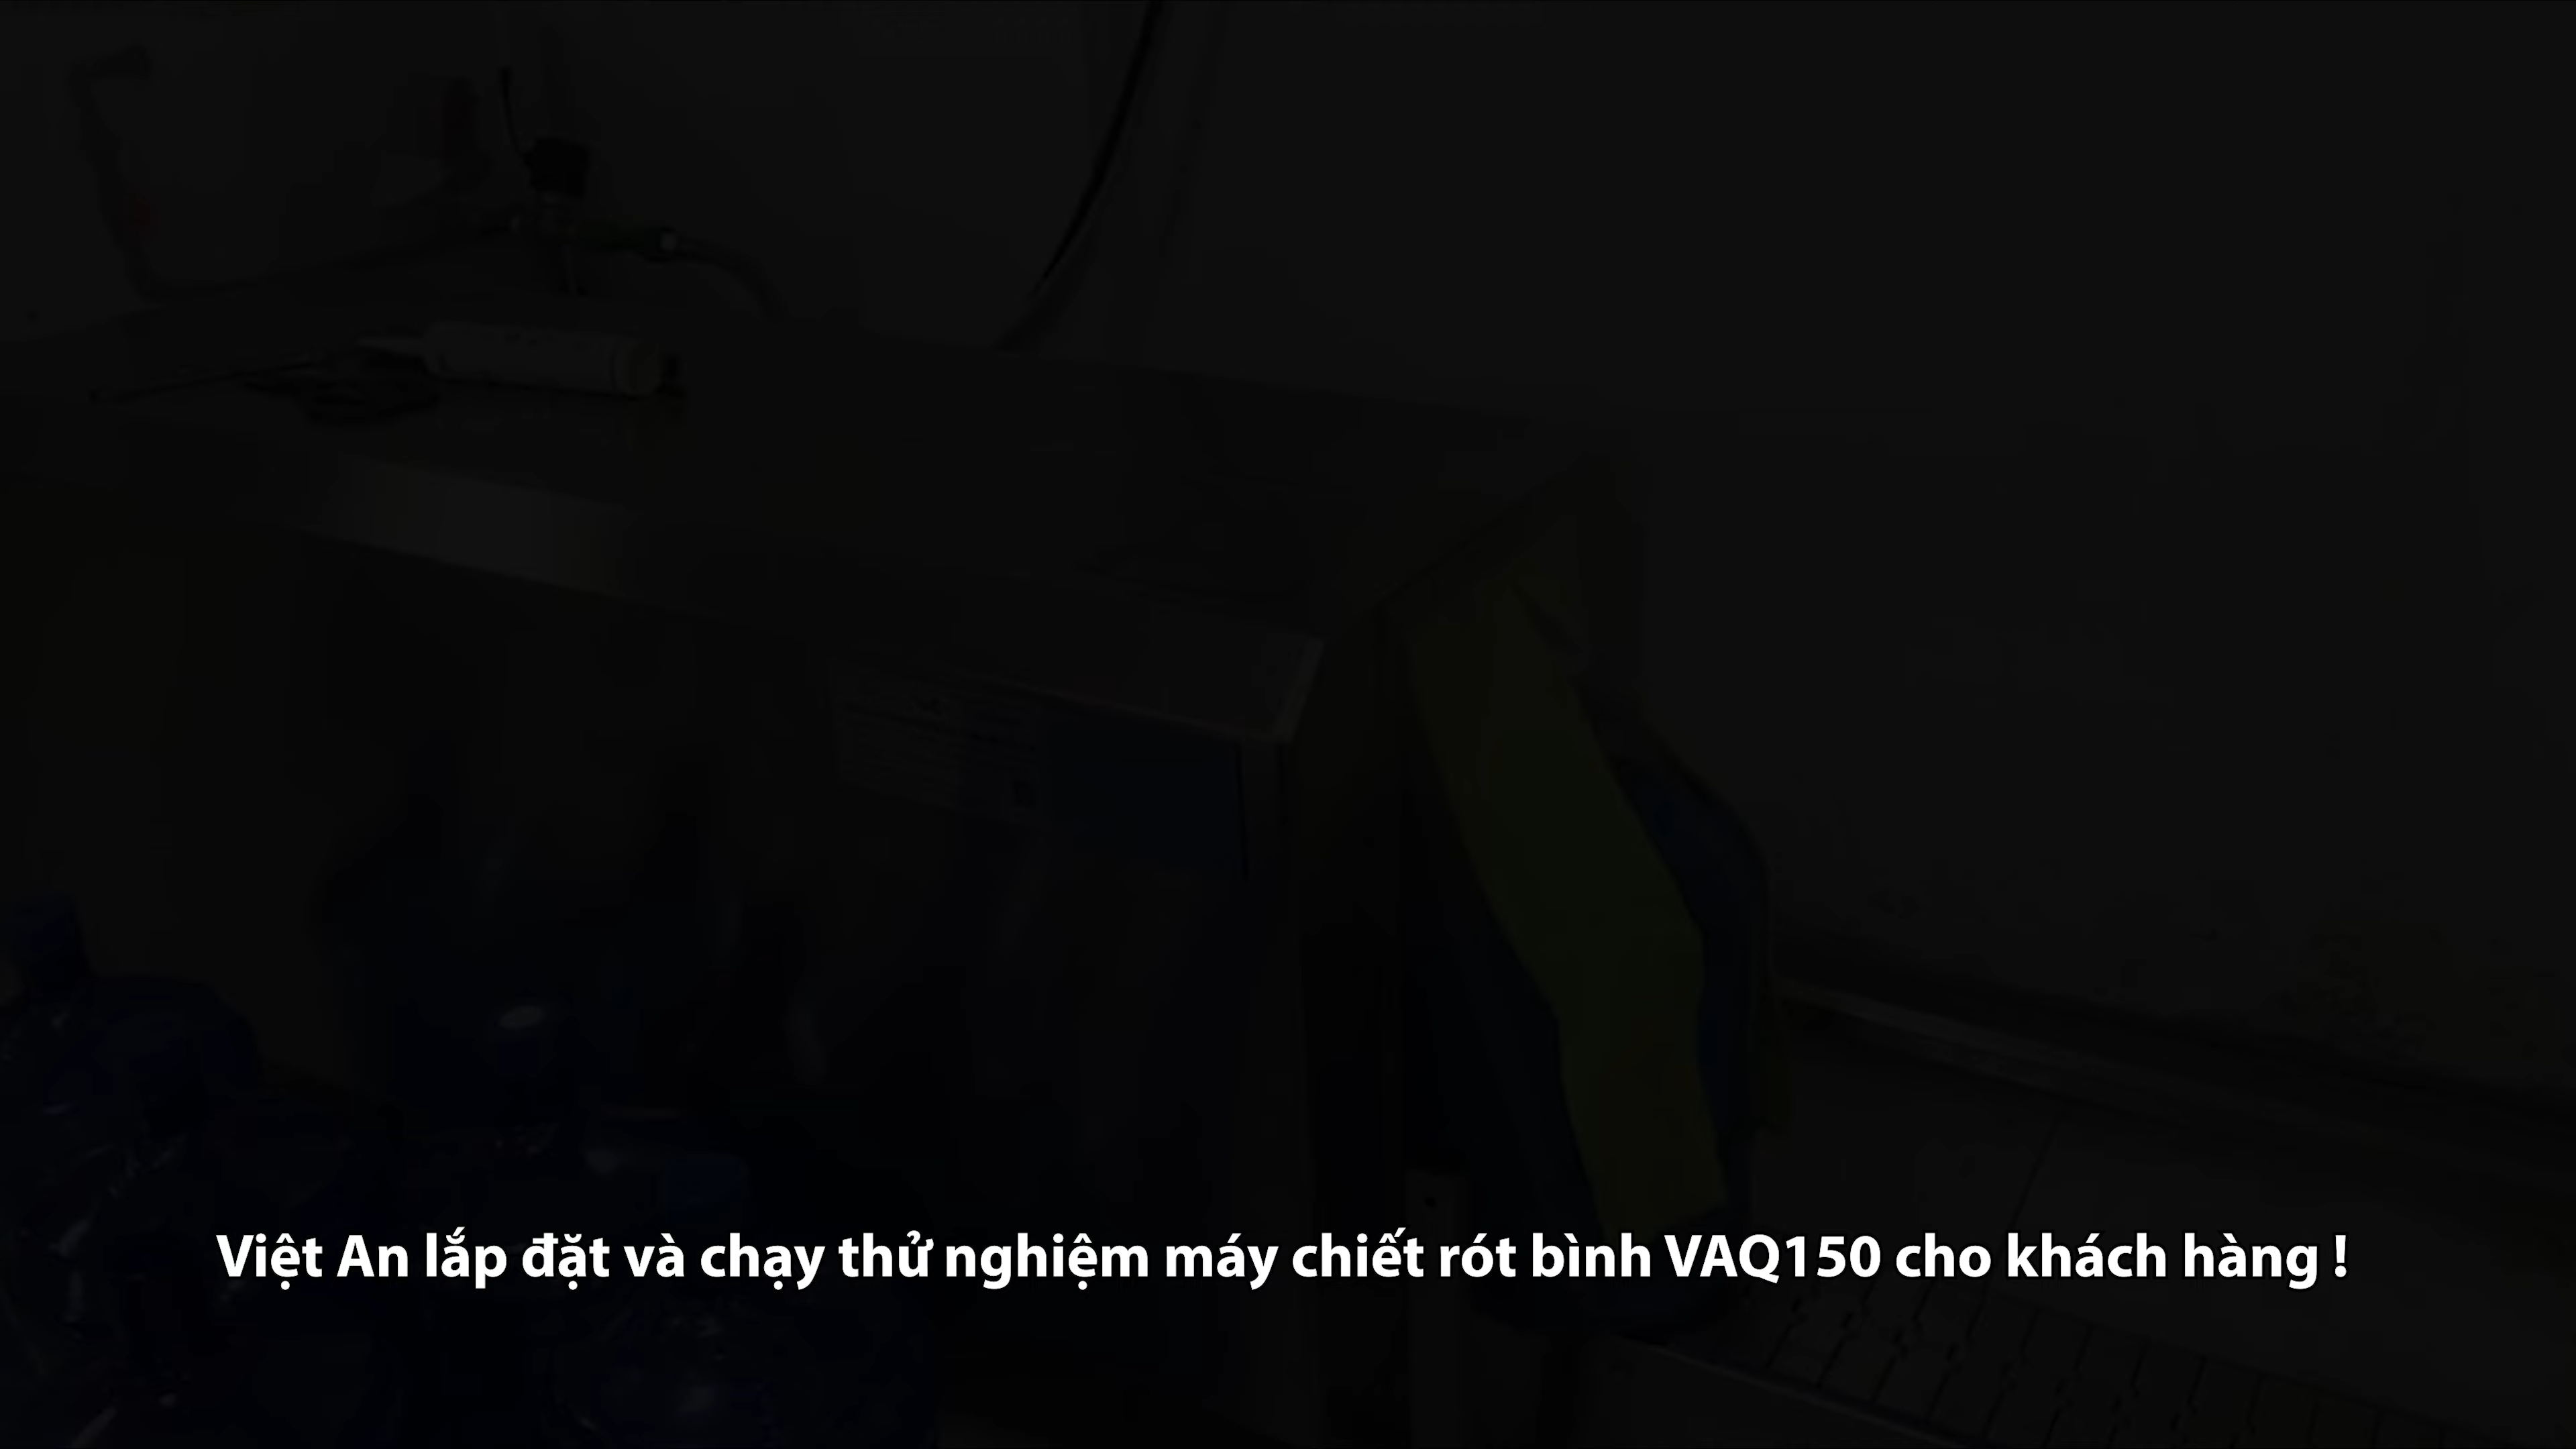 Việt An lắp đặt và chạy thử nghiệm máy chiết rót bình VAQ150 cho khách hàng !